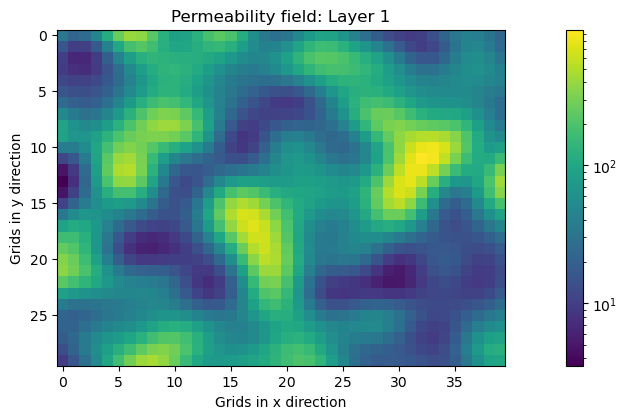 Permeability field: Layer 1
0
5
10
15
20
25
Grids in y direction
0 5 10 15 20 25 30 35
Grids in x direction
10²
10¹